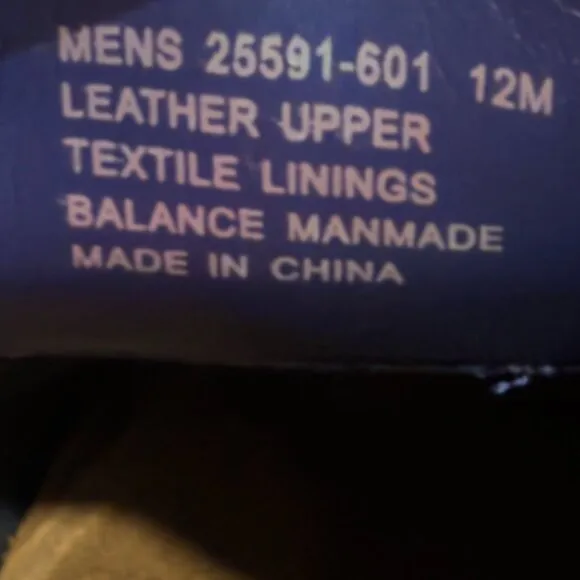 MENS 25591-601 12M
LEATHER UPPER
TEXTILE LININGS
BALANCE MANMADE
MADE IN CHINA